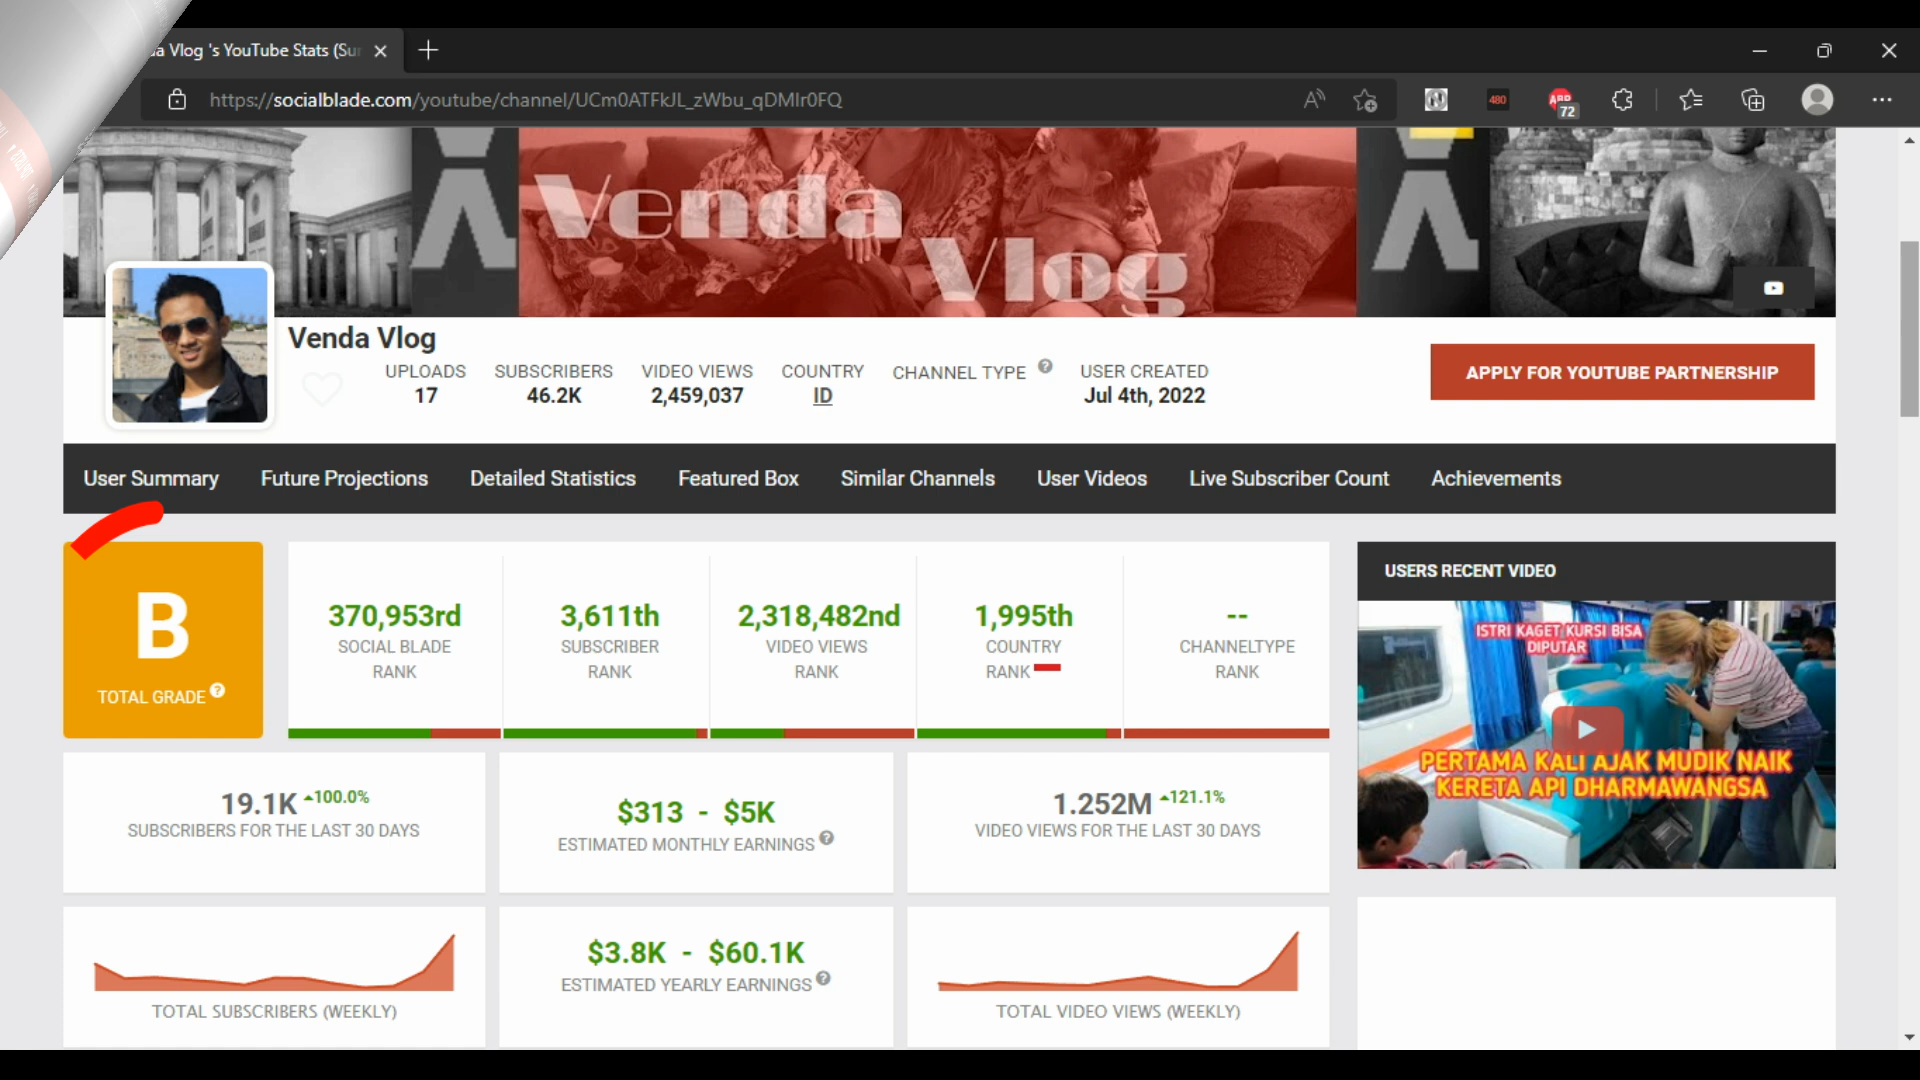 a Vlog 's YouTube Stats (Su
https://socialblade.com/youtube/channel/UCm0ATFkJL_zWbu_qDMIr0FQ
480
ABP
72
Venda
Vlog
Venda Vlog
UPLOADS
17
SUBSCRIBERS
46.2K
VIDEO VIEWS
2,459,037
COUNTRY
ID
CHANNEL TYPE
USER CREATED
Jul 4th, 2022
APPLY FOR YOUTUBE PARTNERSHIP
User Summary
Future Projections
Detailed Statistics
Featured Box
Similar Channels
User Videos
Live Subscriber Count
Achievements
B
TOTAL GRADE
370,953rd
SOCIAL BLADE
RANK
3,611th
SUBSCRIBER
RANK
2,318,482nd
VIDEO VIEWS
RANK
1,995th
COUNTRY
RANK
--
CHANNELTYPE
RANK
USERS RECENT VIDEO
ISTRI KAGET KURSI BISA
DIPUTAR
PERTAMA KALI AJAK MUDIK NAIK
KERETA API DHARMAWANGSA
19.1K 100.0%
SUBSCRIBERS FOR THE LAST 30 DAYS
$313 - $5K
ESTIMATED MONTHLY EARNINGS
1.252M 121.1%
VIDEO VIEWS FOR THE LAST 30 DAYS
TOTAL SUBSCRIBERS (WEEKLY)
$3.8K - $60.1K
ESTIMATED YEARLY EARNINGS
TOTAL VIDEO VIEWS (WEEKLY)